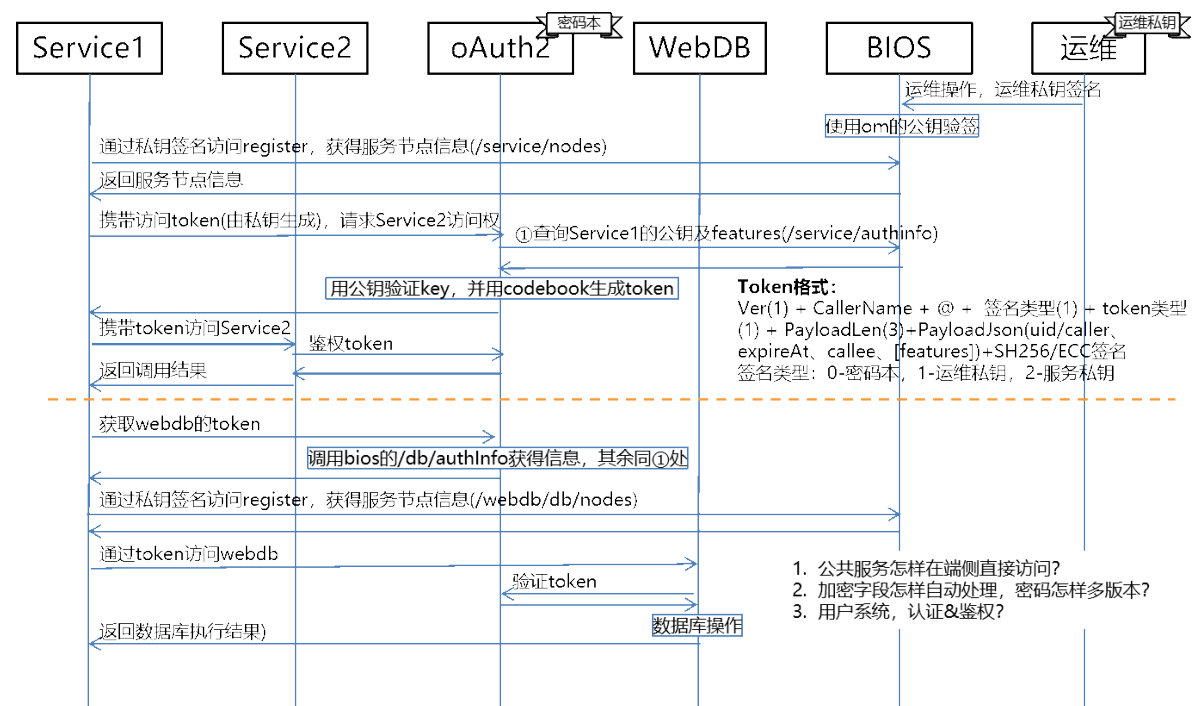 密码本
运维私钥
Service1
Service2
oAuth2
WebDB
BIOS
运维
运维操作，运维私钥签名
使用om的公钥验签
通过私钥签名访问register，获得服务节点信息(/service/nodes)
返回服务节点信息
携带访问token(由私钥生成)，请求Service2访问权
①查询Service1的公钥及features(/service/authinfo)
用公钥验证key，并用codebook生成token
Token格式：
Ver(1) + CallerName + @ + 签名类型(1) + token类型
(1) + PayloadLen(3)+PayloadJson(uid/caller、
expireAt、callee、[features])+SH256/ECC签名
签名类型：0-密码本，1-运维私钥，2-服务私钥
携带token访问Service2
鉴权token
返回调用结果
获取webdb的token
调用bios的/db/authInfo获得信息，其余同①处
通过私钥签名访问register，获得服务节点信息(/webdb/db/nodes)
通过token访问webdb
验证token
1. 公共服务怎样在端侧直接访问?
2. 加密字段怎样自动处理，密码怎样多版本?
3. 用户系统，认证&鉴权?
数据库操作
返回数据库执行结果)